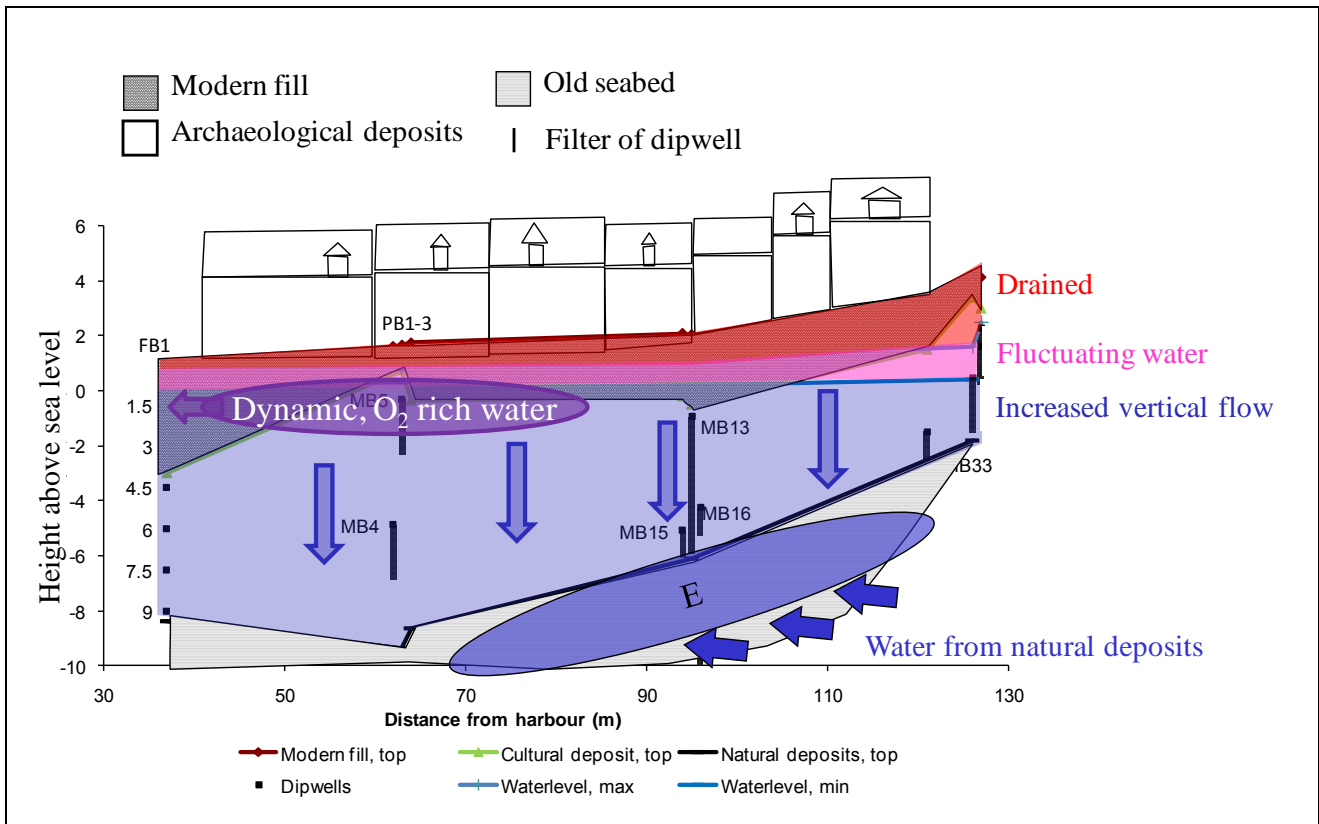 Modern fill
Old seabed
Archaeological deposits
Filter of dipwell
Height above sea level
6
4
2
0
-2
-4
-6
-8
-10
30
50
70
90
110
130
Distance from harbour (m)
FB1
1.5
3
4.5
6
7.5
9
PB1-3
MB5
Dynamic, O₂ rich water
MB4
MB13
MB16
MB15
MB33
E
Drained
Fluctuating water
Increased vertical flow
Water from natural deposits
Modern fill, top
Cultural deposit, top
Natural deposits, top
Dipwells
Waterlevel, max
Waterlevel, min